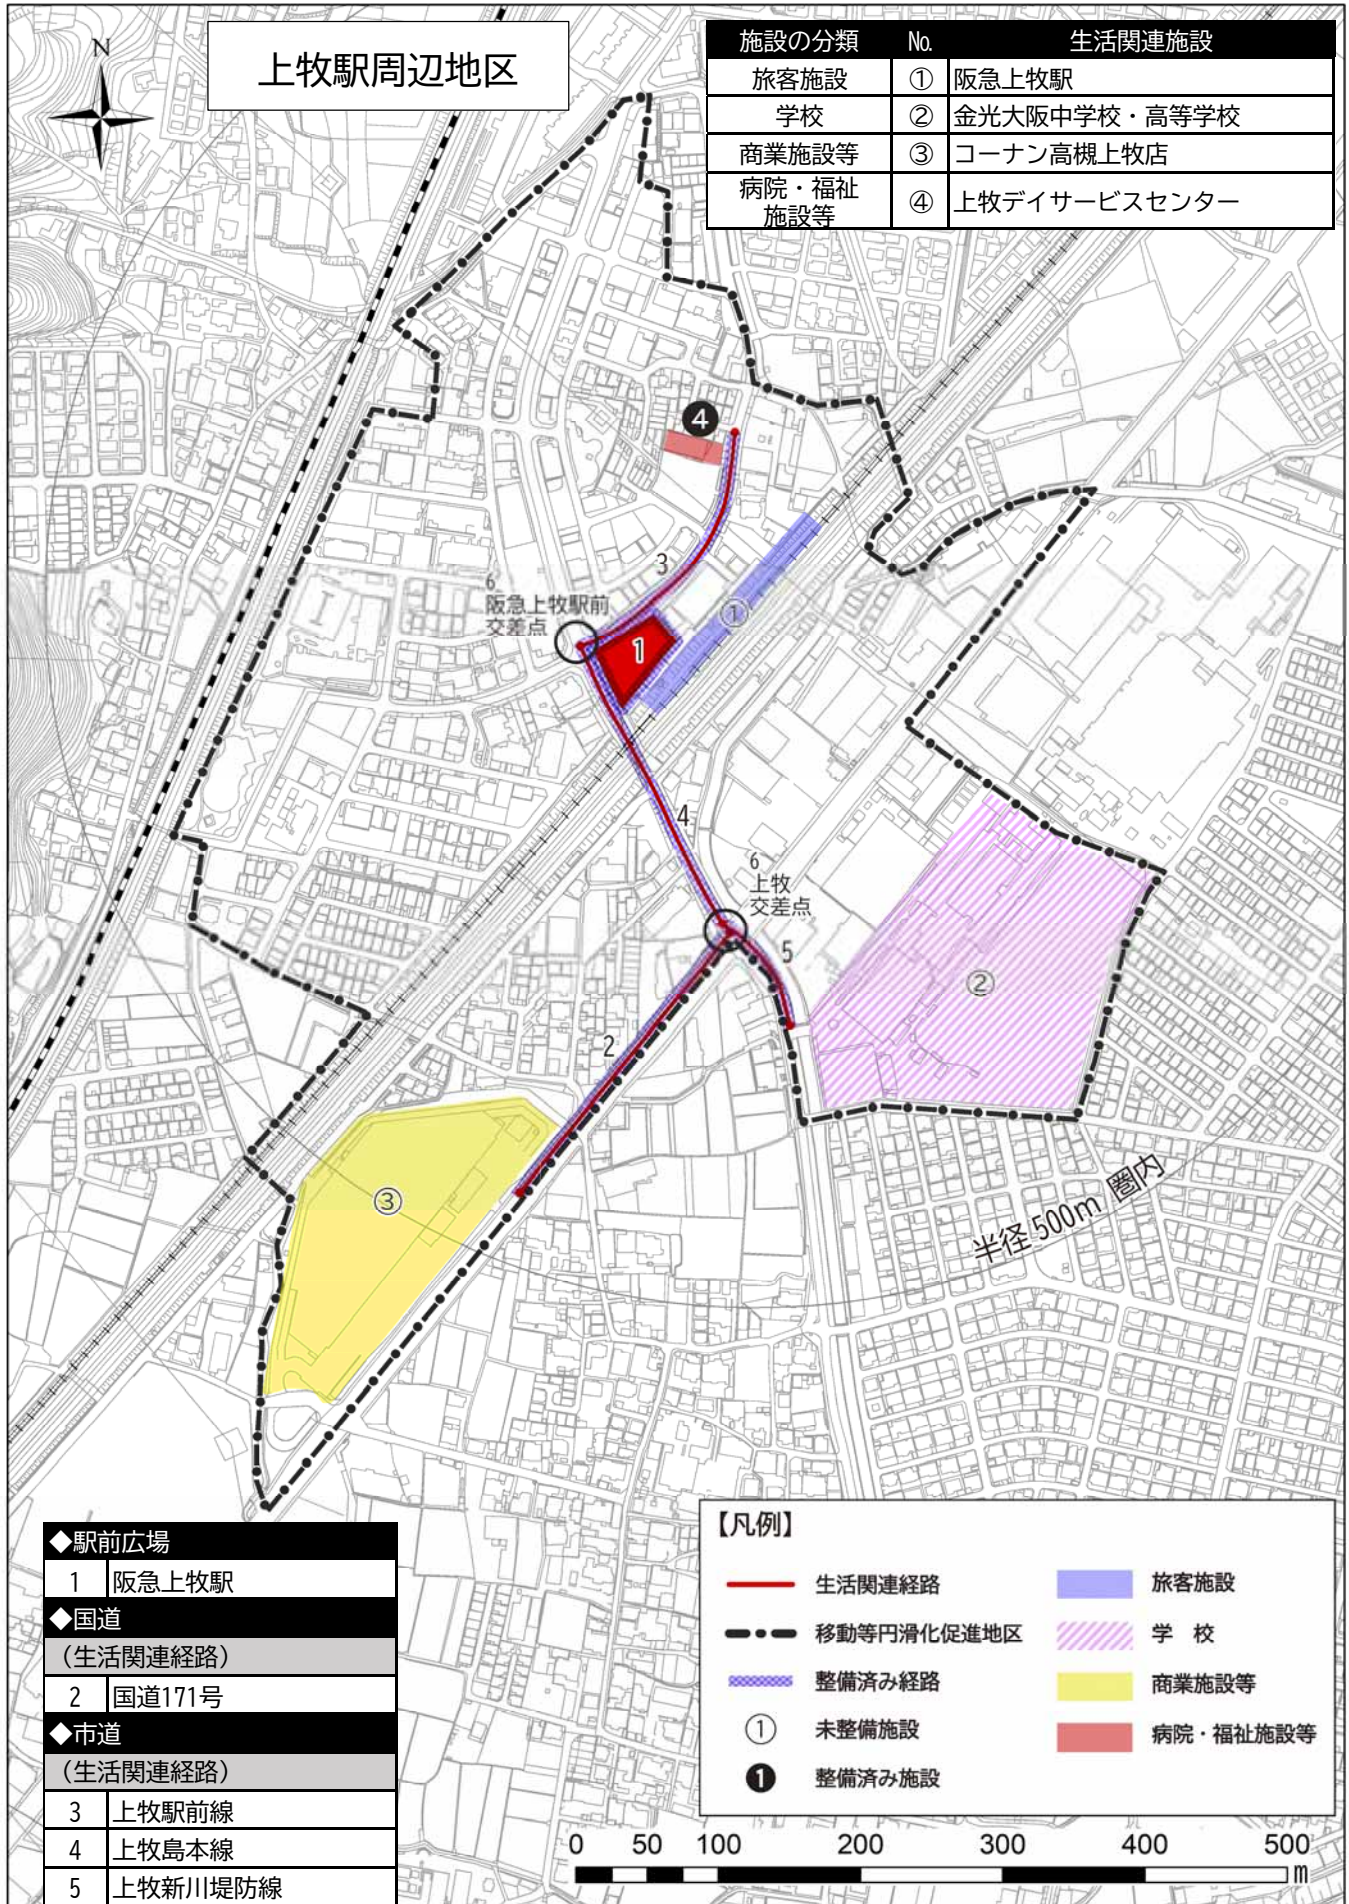 上牧駅周辺地区
N
施設の分類 No. 生活関連施設
旅客施設 ① 阪急上牧駅
学校 ② 金光大阪中学校・高等学校
商業施設等 ③ コーナン高槻上牧店
病院・福祉
施設等 ④ 上牧デイサービスセンター
❹
3
①
6
阪急上牧駅前
交差点
1
4
6
上牧
交差点
5
②
2
③
半径500m 圏内
◆駅前広場
1 阪急上牧駅
◆国道
（生活関連経路）
2 国道171号
◆市道
（生活関連経路）
3 上牧駅前線
4 上牧島本線
5 上牧新川堤防線
【凡例】
生活関連経路
移動等円滑化促進地区
整備済み経路
① 未整備施設
❶ 整備済み施設
旅客施設
学 校
商業施設等
病院・福祉施設等
0 50 100 200 300 400 500
m